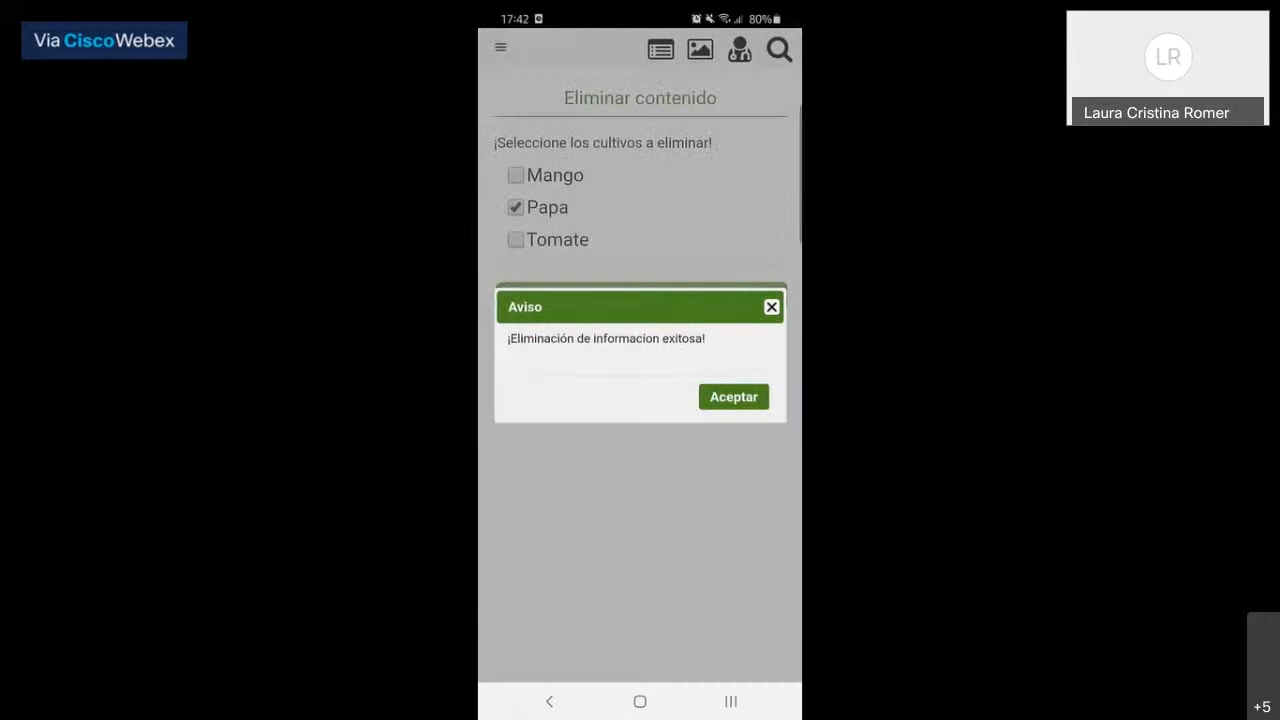 Via CiscoWebex
17:42
80%
LR
Laura Cristina Romer
Eliminar contenido
¡Seleccione los cultivos a eliminar!
Mango
Papa
Tomate
Aviso
¡Eliminación de informacion exitosa!
Aceptar
+5